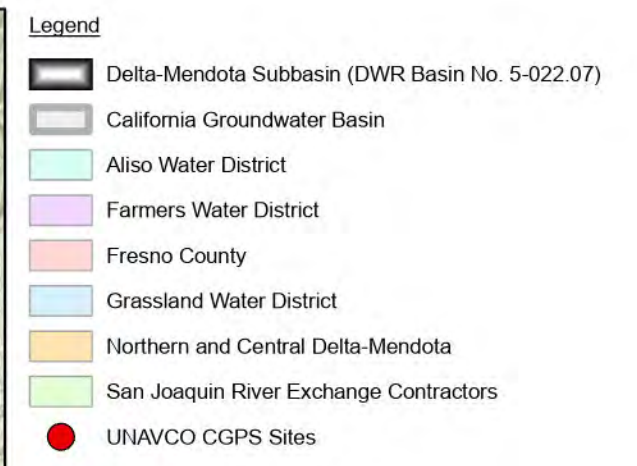 Legend
Delta-Mendota Subbasin (DWR Basin No. 5-022.07)
California Groundwater Basin
Aliso Water District
Farmers Water District
Fresno County
Grassland Water District
Northern and Central Delta-Mendota
San Joaquin River Exchange Contractors
UNAVCO CGPS Sites